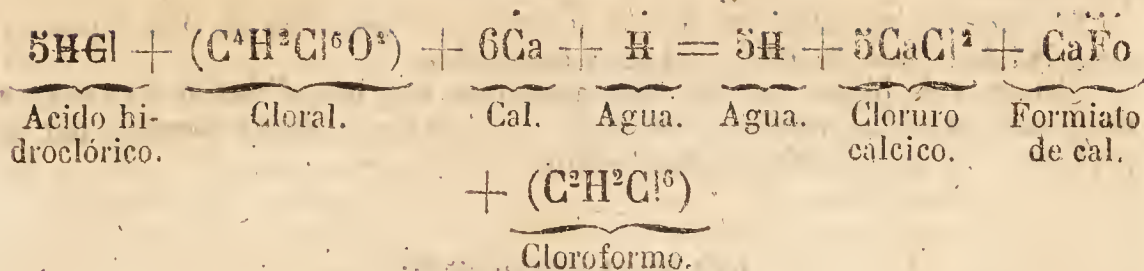 5HCl + (C⁴H²Cl⁶O²) + 6Ca + H = 5H + 5CaCl² + CaFo
Acido hi- Cloral. Cal. Agua. Agua. Cloruro Formiato
droclórico. calcico. de cal.
+ (C²H²Cl⁶)
Cloroformo.